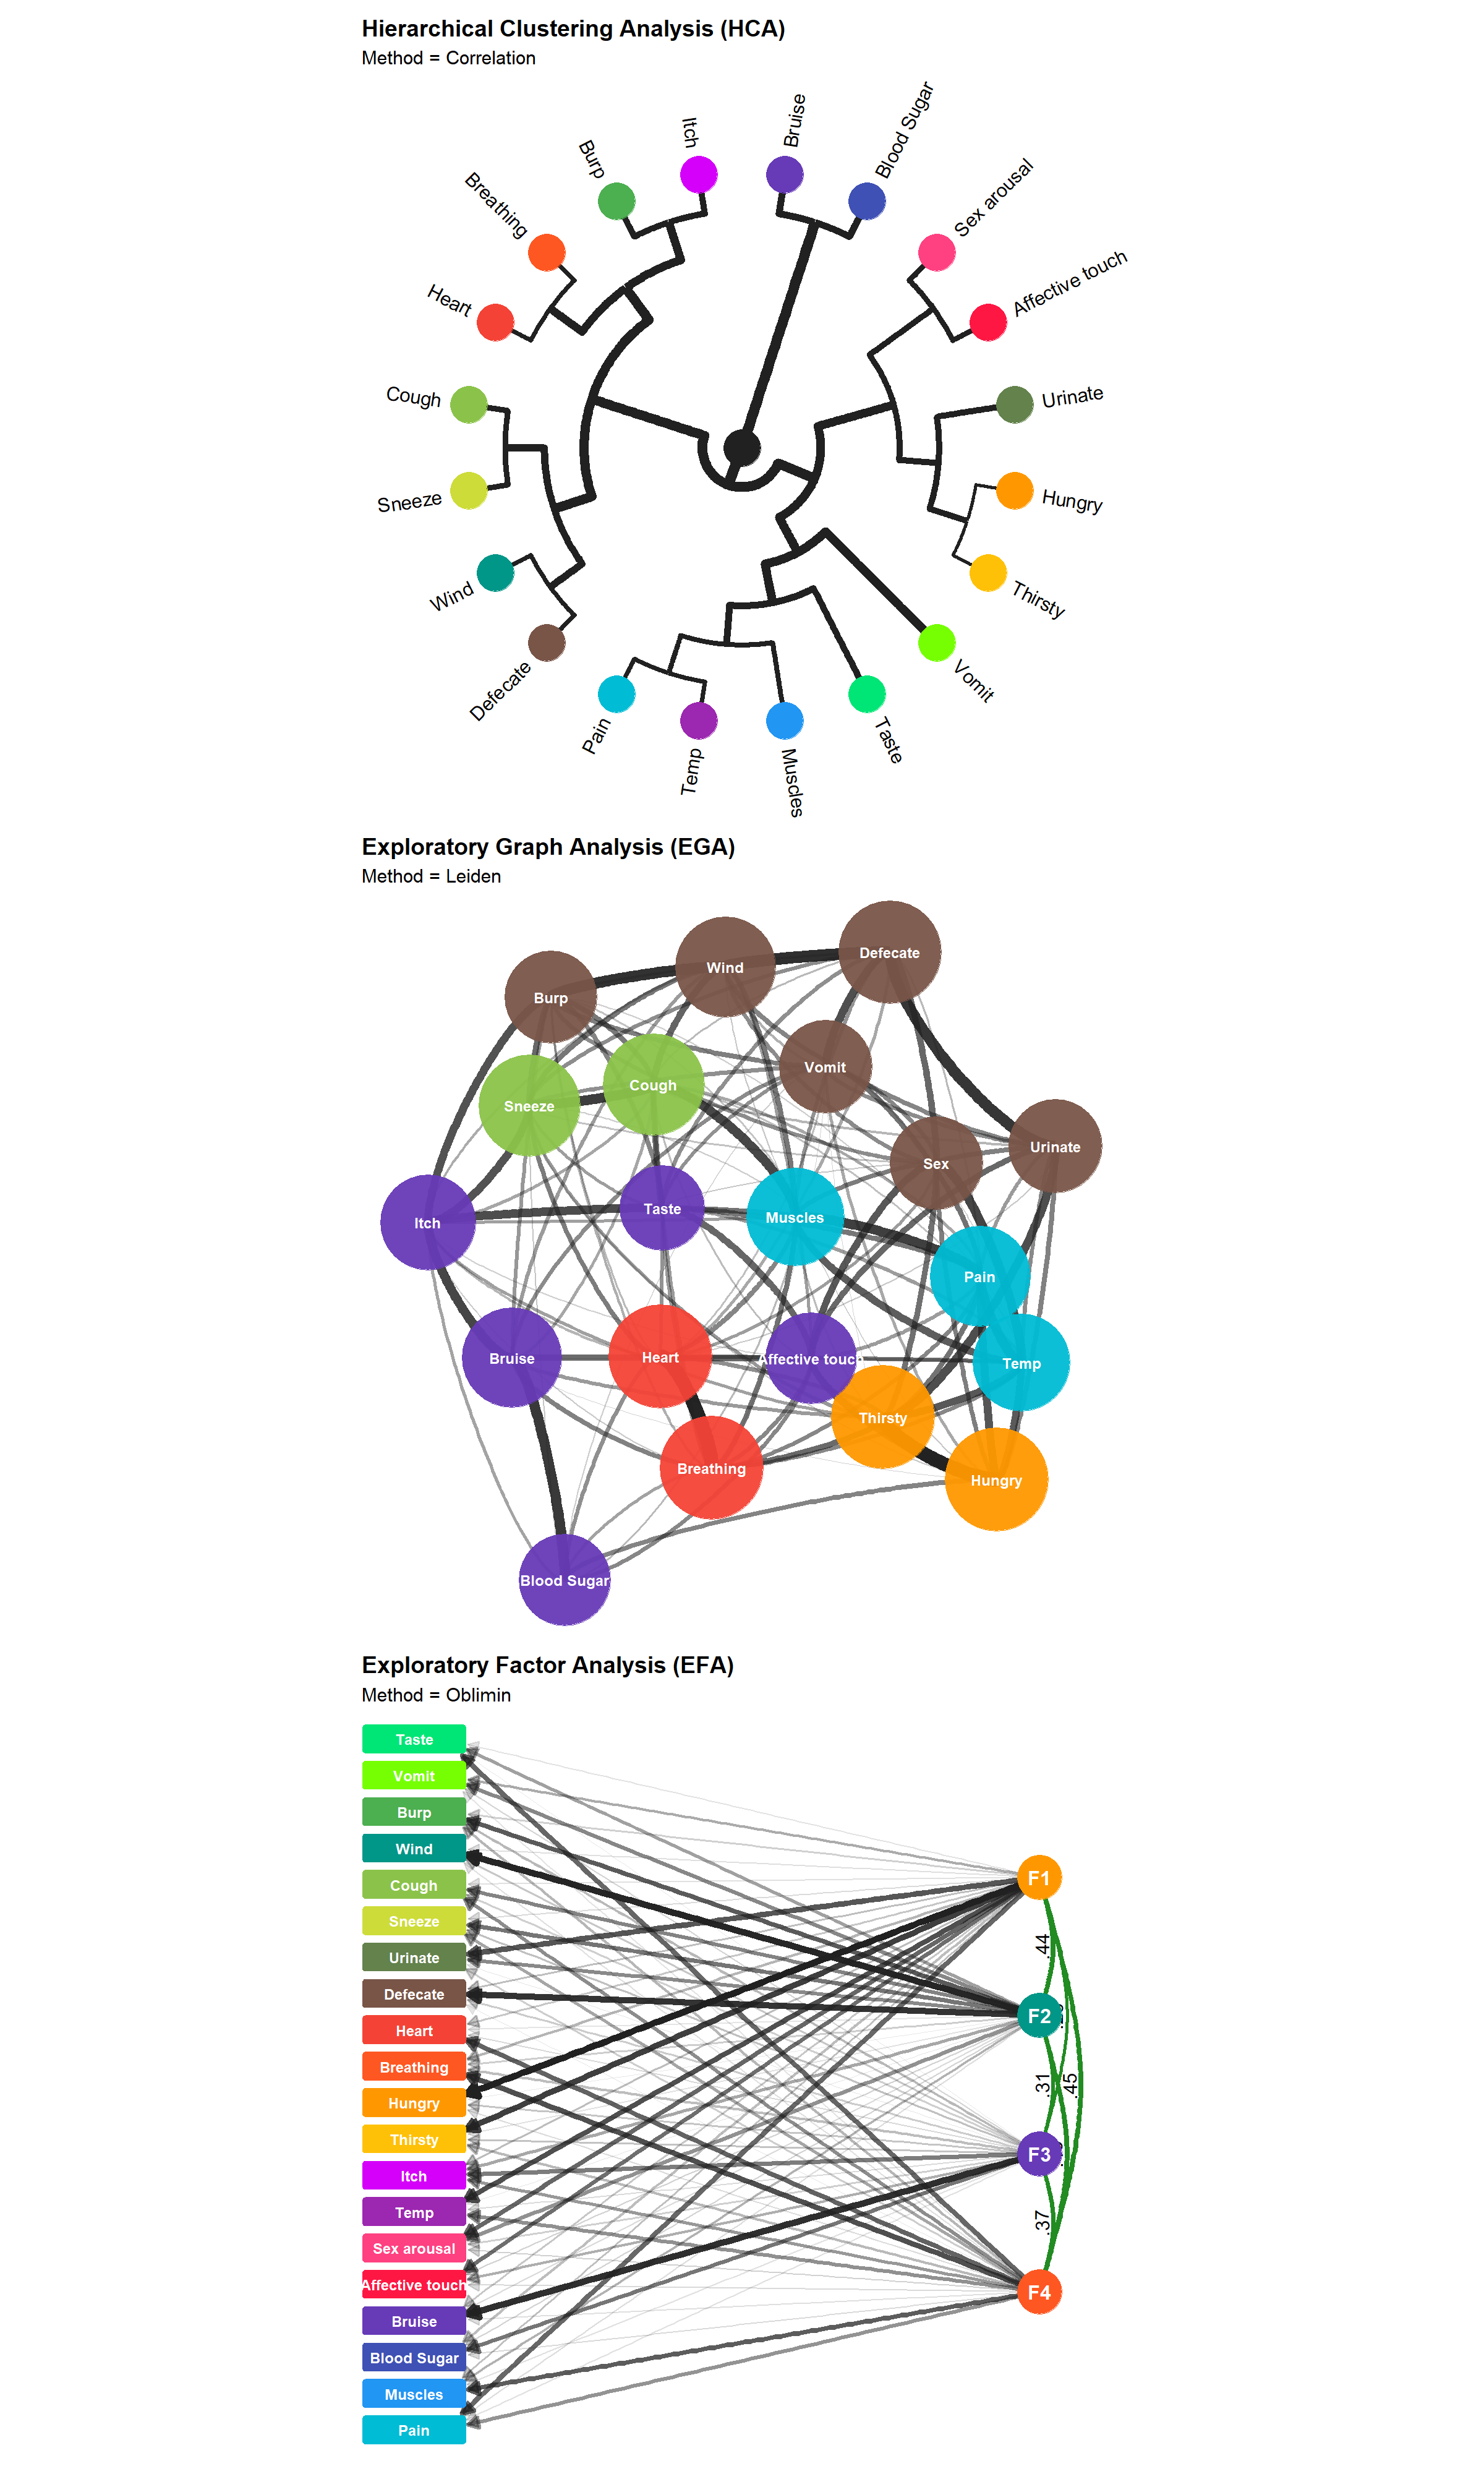 Hierarchical Clustering Analysis (HCA)
Method = Correlation
Bruise
Blood Sugar
Itch
Burp
Sex arousal
Breathing
Affective touch
Heart
Cough
Urinate
Sneeze
Hungry
Wind
Thirsty
Defecate
Vomit
Pain
Taste
Temp
Muscles
Exploratory Graph Analysis (EGA)
Method = Leiden
Defecate
Wind
Burp
Vomit
Cough
Sneeze
Urinate
Sex
Taste
Muscles
Itch
Pain
Heart
Bruise
Affective touch
Temp
Thirsty
Breathing
Hungry
Blood Sugar
Exploratory Factor Analysis (EFA)
Method = Oblimin
Taste
Vomit
Burp
Wind
Cough
Sneeze
Urinate
Defecate
Heart
Breathing
Hungry
Thirsty
Itch
Temp
Sex arousal
Affective touch
Bruise
Blood Sugar
Muscles
Pain
F1
.44
F2
.31
.45
F3
.37
F4